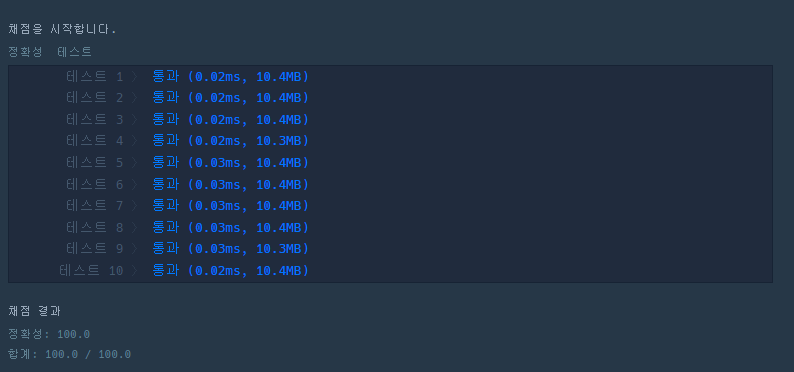 채점을 시작합니다.
정확성 테스트
테스트 1 〉 통과 (0.02ms, 10.4MB)
테스트 2 〉 통과 (0.02ms, 10.4MB)
테스트 3 〉 통과 (0.02ms, 10.4MB)
테스트 4 〉 통과 (0.02ms, 10.3MB)
테스트 5 〉 통과 (0.03ms, 10.4MB)
테스트 6 〉 통과 (0.03ms, 10.4MB)
테스트 7 〉 통과 (0.03ms, 10.4MB)
테스트 8 〉 통과 (0.03ms, 10.4MB)
테스트 9 〉 통과 (0.03ms, 10.3MB)
테스트 10 〉 통과 (0.02ms, 10.4MB)
채점 결과
정확성: 100.0
합계: 100.0 / 100.0